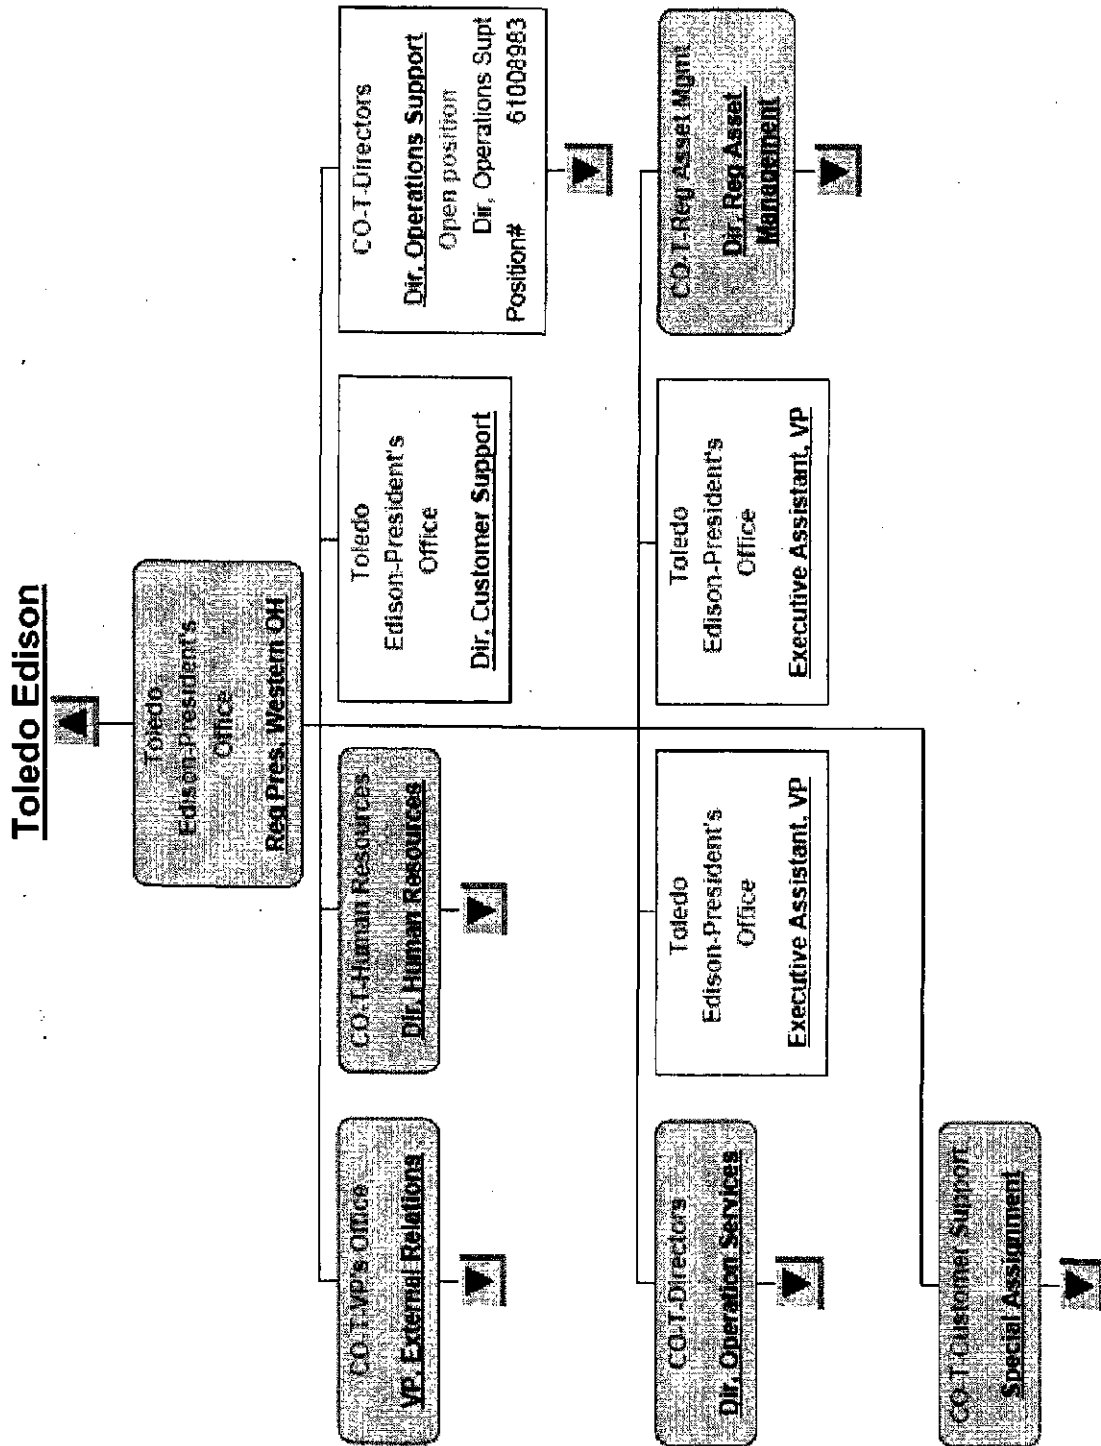 Toledo Edison
Toledo
Edison-President's
Office
Reg Pres, Western OH
CO-T-VP's Office
VP, External Relations
CO-T-Human Resources
Dir, Human Resources
Toledo
Edison-President's
Office
Dir, Customer Support
CO-T-Directors
Dir, Operations Support
Open position
Dir, Operations Supt
Position# 61008983
CO-T-Directors
Dir, Operation Services
Toledo
Edison-President's
Office
Executive Assistant, VP
Toledo
Edison-President's
Office
Executive Assistant, VP
CO-T-Reg Asset Mgmt
Dir, Reg Asset
Management
CO-T-Customer Support
Special Assignment